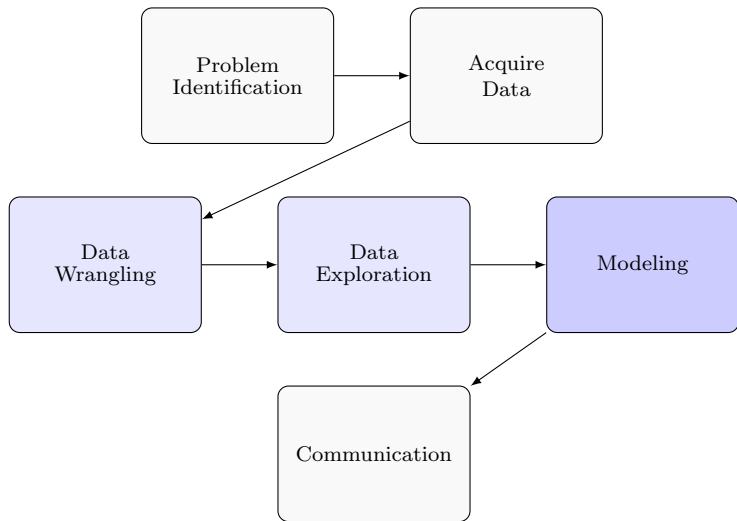 Problem
Identification
Acquire
Data
Data
Wrangling
Data
Exploration
Modeling
Communication